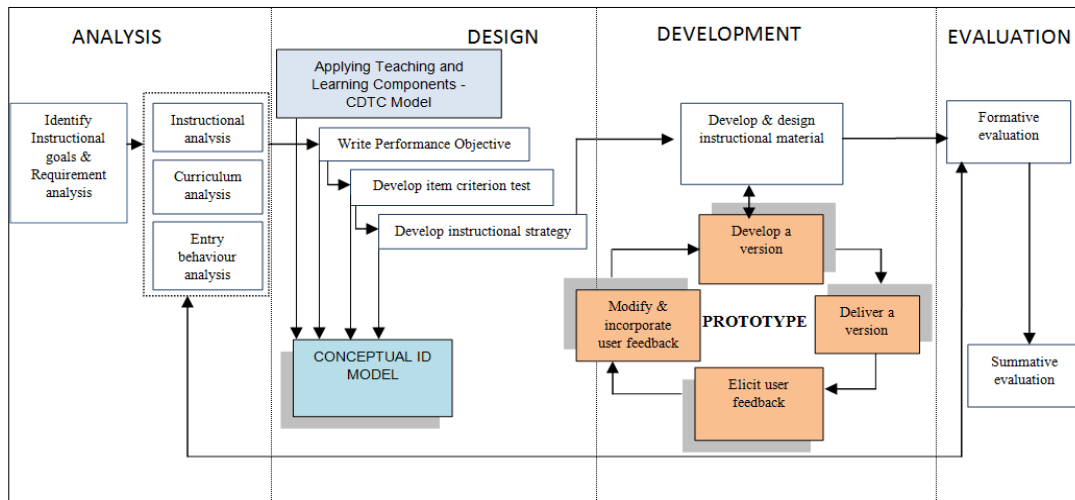 ANALYSIS
DESIGN
DEVELOPMENT
EVALUATION
Identify
Instructional
goals &
Requirement
analysis
Instructional
analysis
Curriculum
analysis
Entry
behaviour
analysis
Applying Teaching and
Learning Components -
CDTC Model
Write Performance Objective
Develop item criterion test
Develop instructional strategy
CONCEPTUAL ID
MODEL
Develop & design
instructional material
Develop a
version
Modify &
incorporate
user feedback
PROTOTYPE
Deliver a
version
Elicit user
feedback
Formative
evaluation
Summative
evaluation